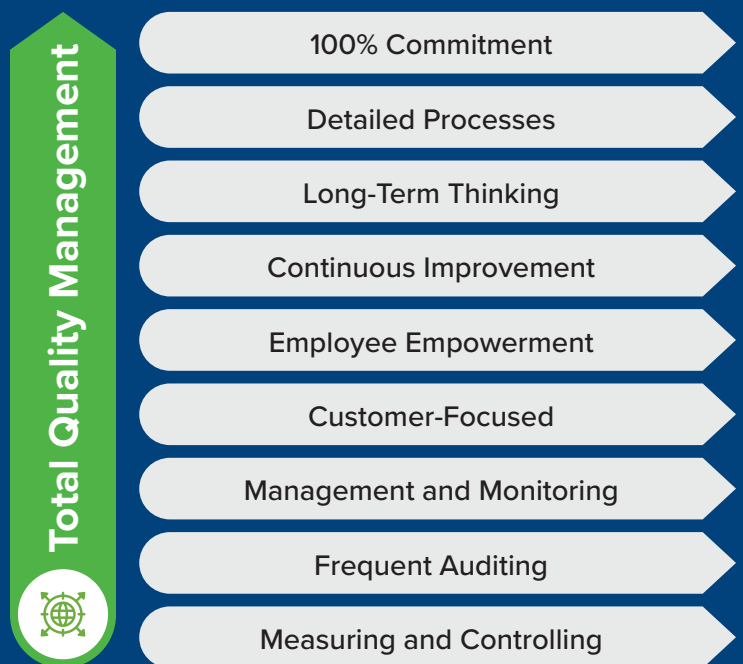 Total Quality Management
100% Commitment
Detailed Processes
Long-Term Thinking
Continuous Improvement
Employee Empowerment
Customer-Focused
Management and Monitoring
Frequent Auditing
Measuring and Controlling